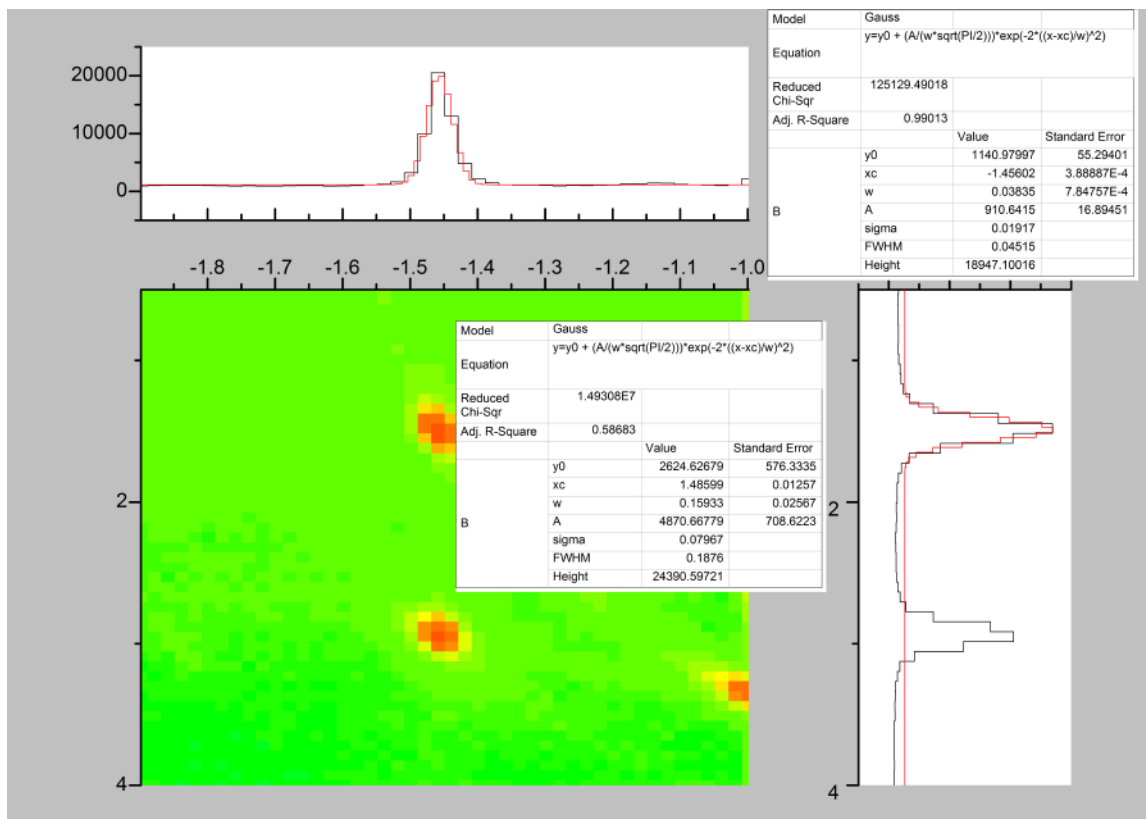 Model Gauss
Equation y=y0 + (A/(w*sqrt(PI/2)))*exp(-2*((x-xc)/w)^2)
Reduced Chi-Sqr 125129.49018
Adj. R-Square 0.99013
Value Standard Error
y0 1140.97997 55.29401
xc -1.45602 3.88887E-4
w 0.03835 7.84757E-4
B A 910.6415 16.89451
sigma 0.01917
FWHM 0.04515
Height 18947.10016
20000
10000
0
-1.8 -1.7 -1.6 -1.5 -1.4 -1.3 -1.2 -1.1 -1.0
Model Gauss
Equation y=y0 + (A/(w*sqrt(PI/2)))*exp(-2*((x-xc)/w)^2)
Reduced Chi-Sqr 1.49308E7
Adj. R-Square 0.58683
Value Standard Error
y0 2624.62679 576.3335
xc 1.48599 0.01257
w 0.15933 0.02567
B A 4870.66779 708.6223
sigma 0.07967
FWHM 0.1876
Height 24390.59721
2 2
4 4